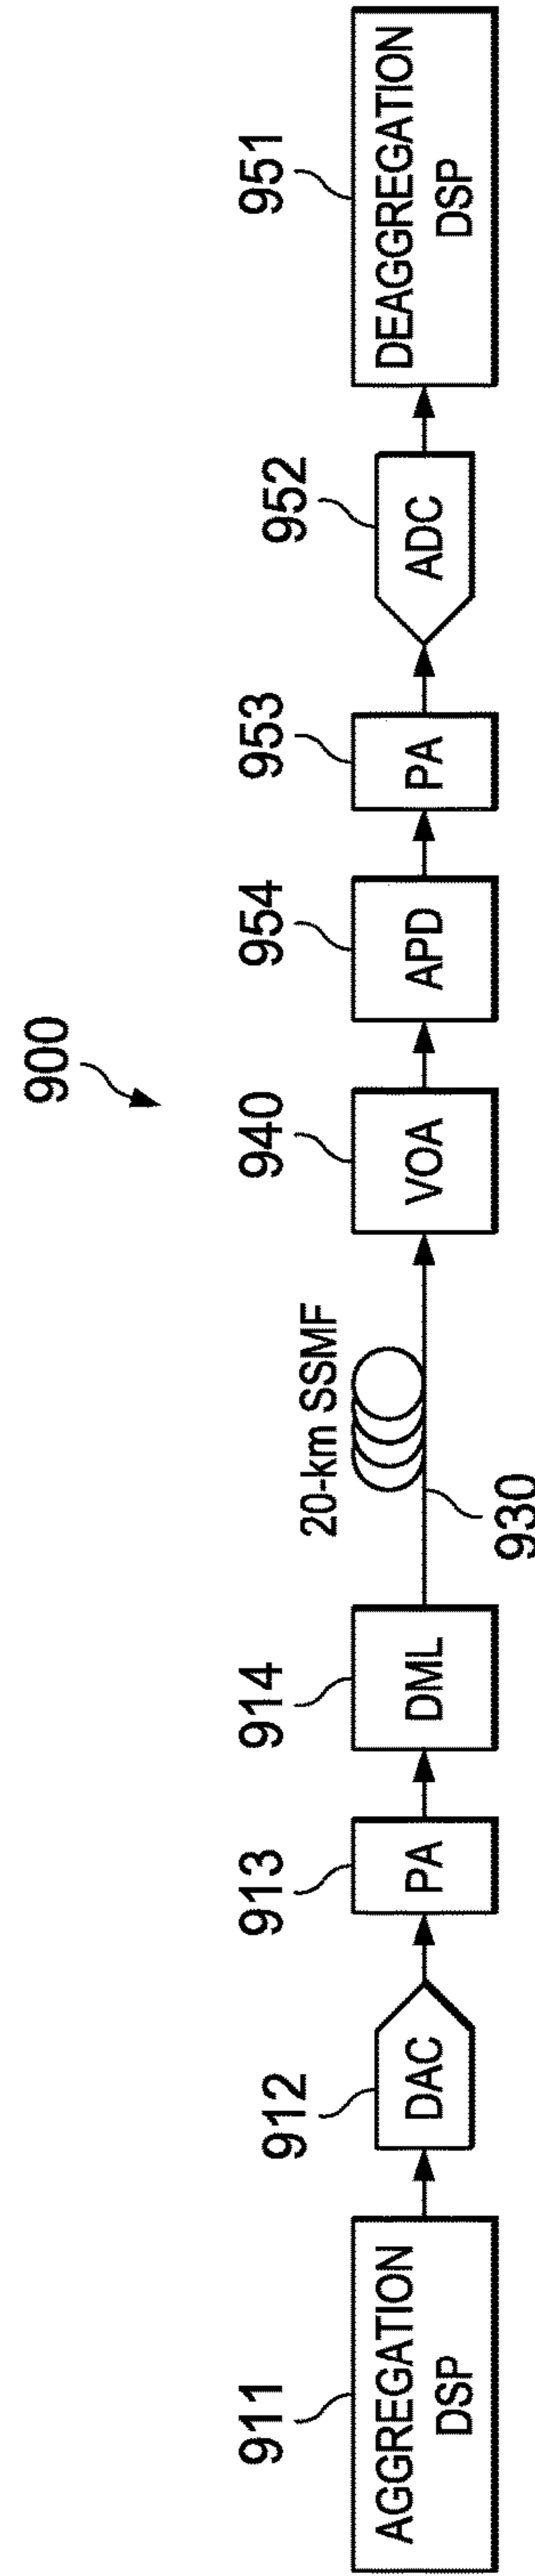 900
911
912
913
914
20-km SSMF
940
954
953
952
951
AGGREGATION
DSP
DAC
PA
DML
VOA
APD
PA
ADC
DEAGGREGATION
DSP
930